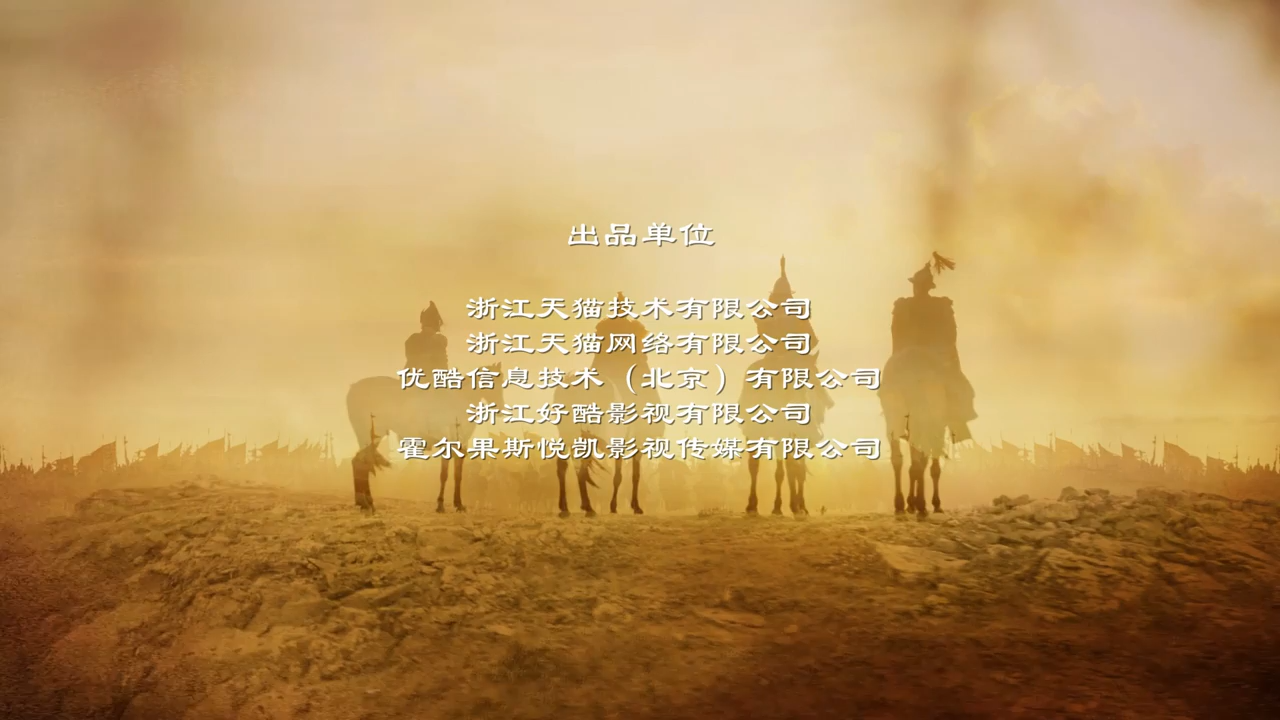 出品单位
浙江天猫技术有限公司
浙江天猫网络有限公司
优酷信息技术（北京）有限公司
浙江好酷影视有限公司
霍尔果斯悦凯影视传媒有限公司